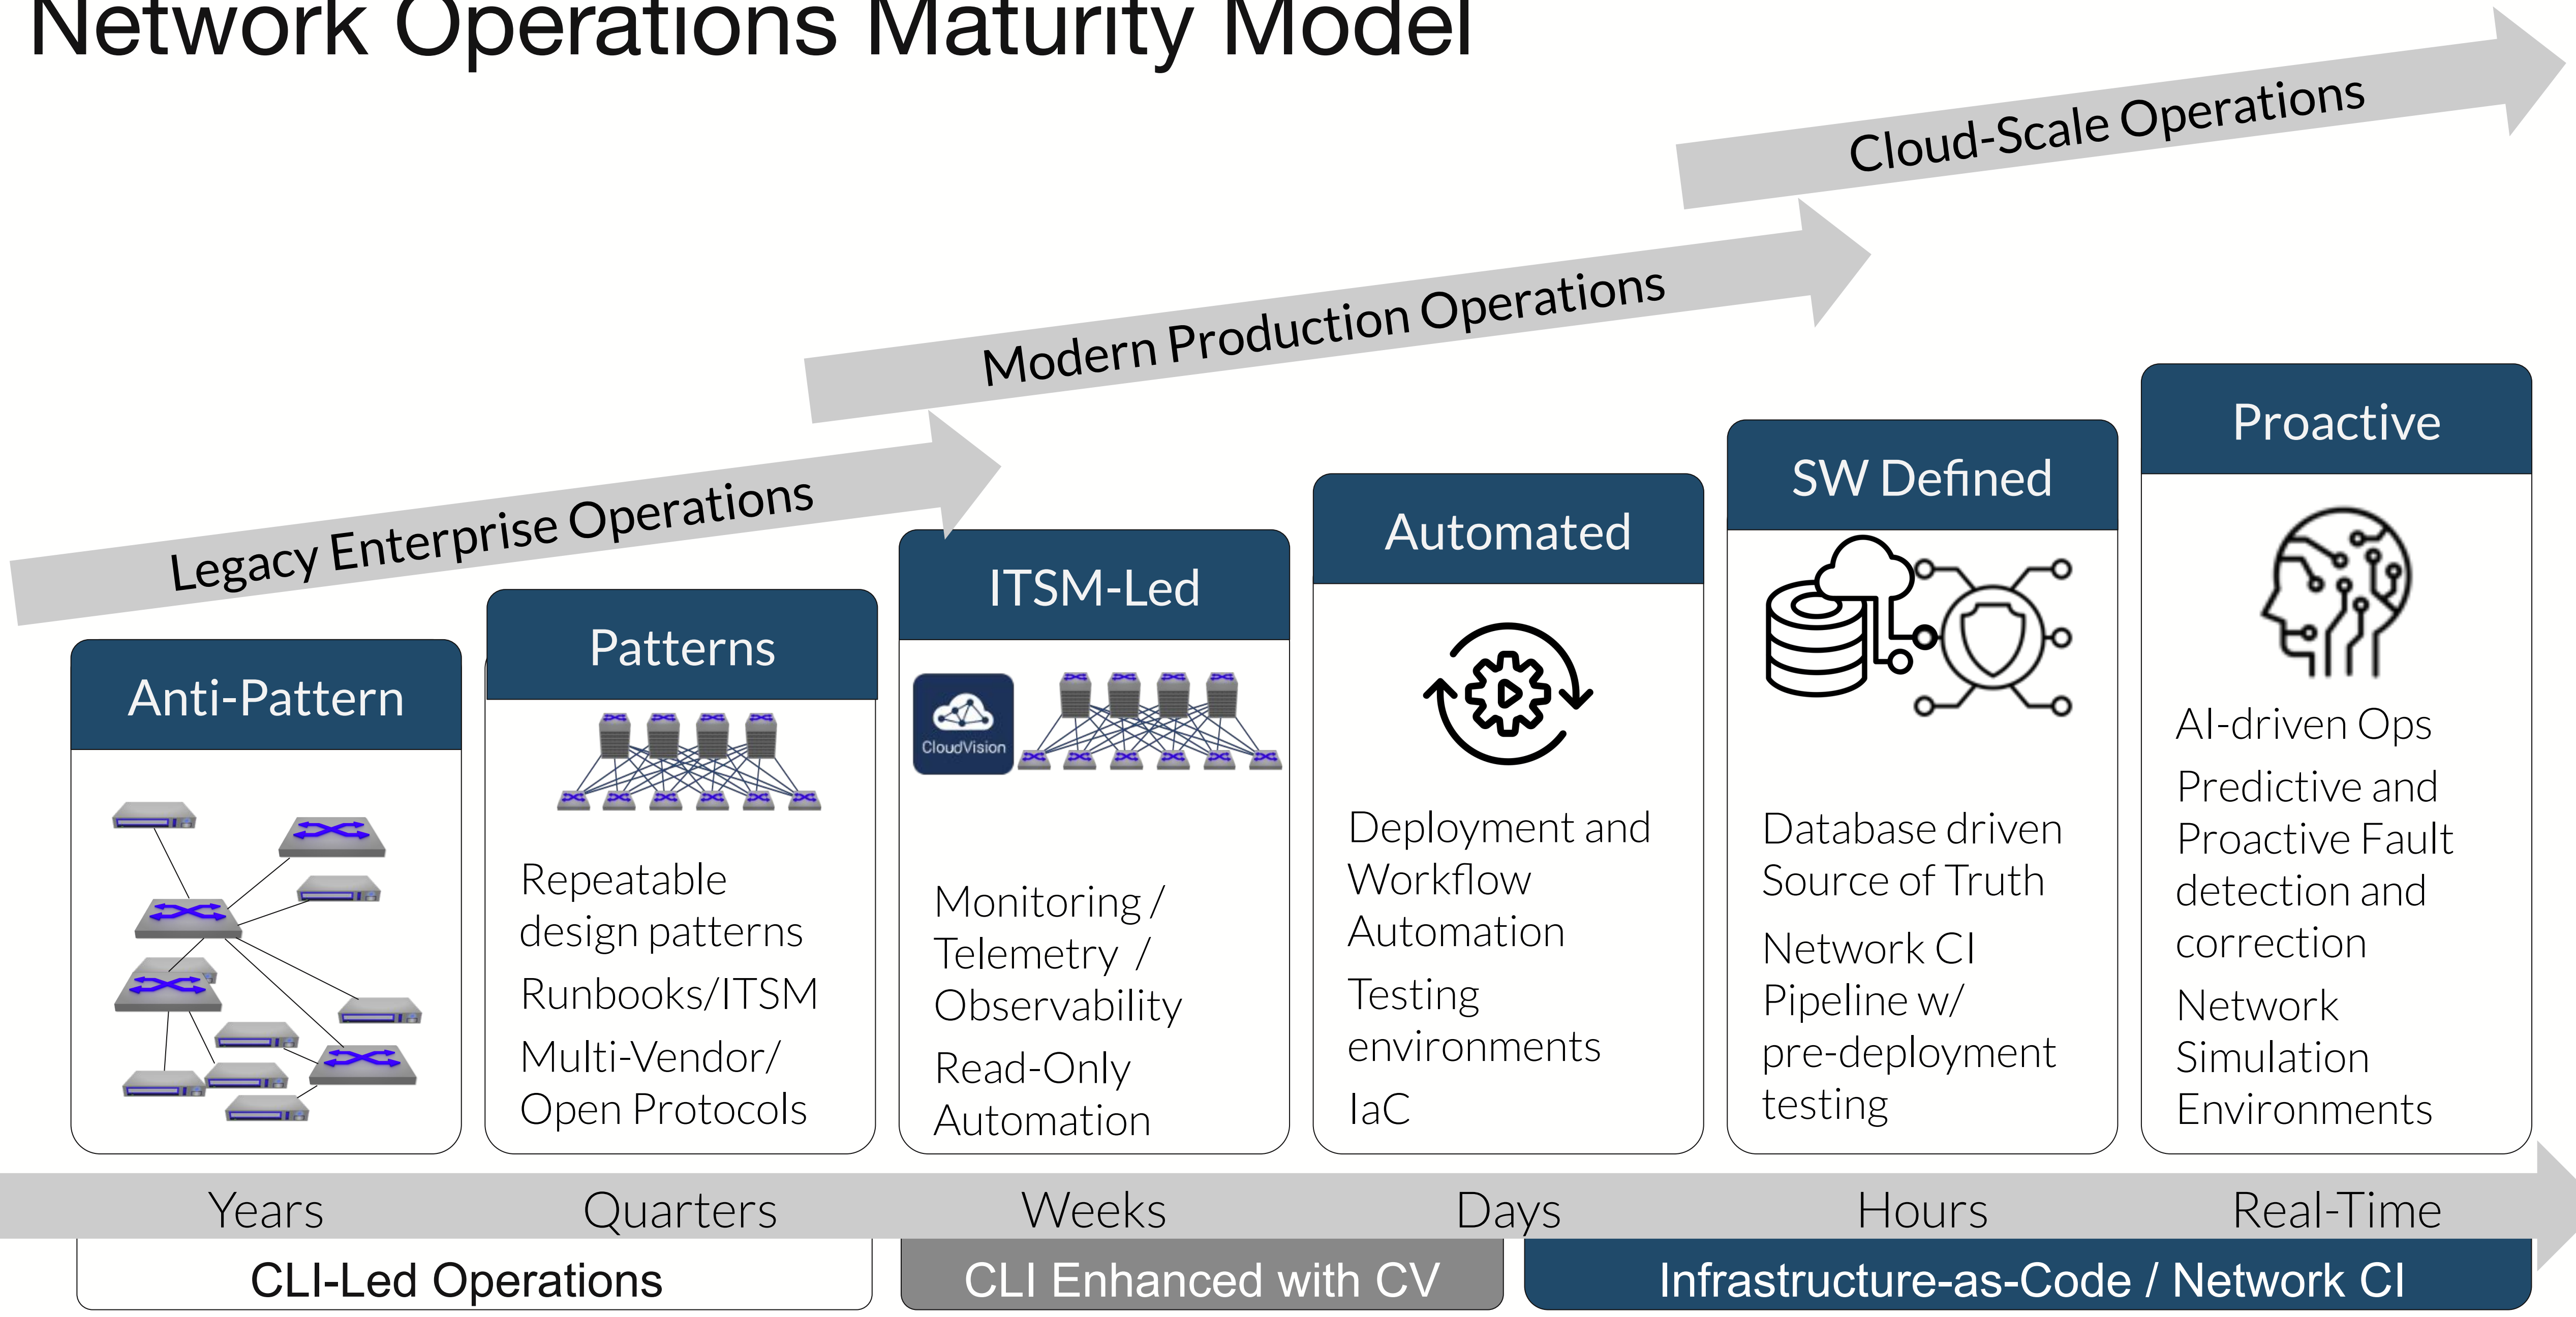 Network Operations Maturity Model
Cloud-Scale Operations
Modern Production Operations
Legacy Enterprise Operations
Anti-Pattern
Patterns
Repeatable
design patterns
Runbooks/ITSM
Multi-Vendor/
Open Protocols
ITSM-Led
CloudVision
Monitoring /
Telemetry /
Observability
Read-Only
Automation
Automated
Deployment and
Workflow
Automation
Testing
environments
IaC
SW Defined
Database driven
Source of Truth
Network CI
Pipeline w/
pre-deployment
testing
Proactive
AI-driven Ops
Predictive and
Proactive Fault
detection and
correction
Network
Simulation
Environments
Years
Quarters
Weeks
Days
Hours
Real-Time
CLI-Led Operations
CLI Enhanced with CV
Infrastructure-as-Code / Network CI